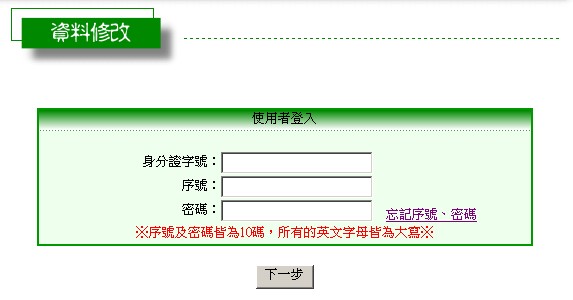 資料修改
使用者登入
身分證字號：
序號：
密碼：
忘記序號、密碼
※序號及密碼皆為10碼，所有的英文字母皆為大寫※
下一步